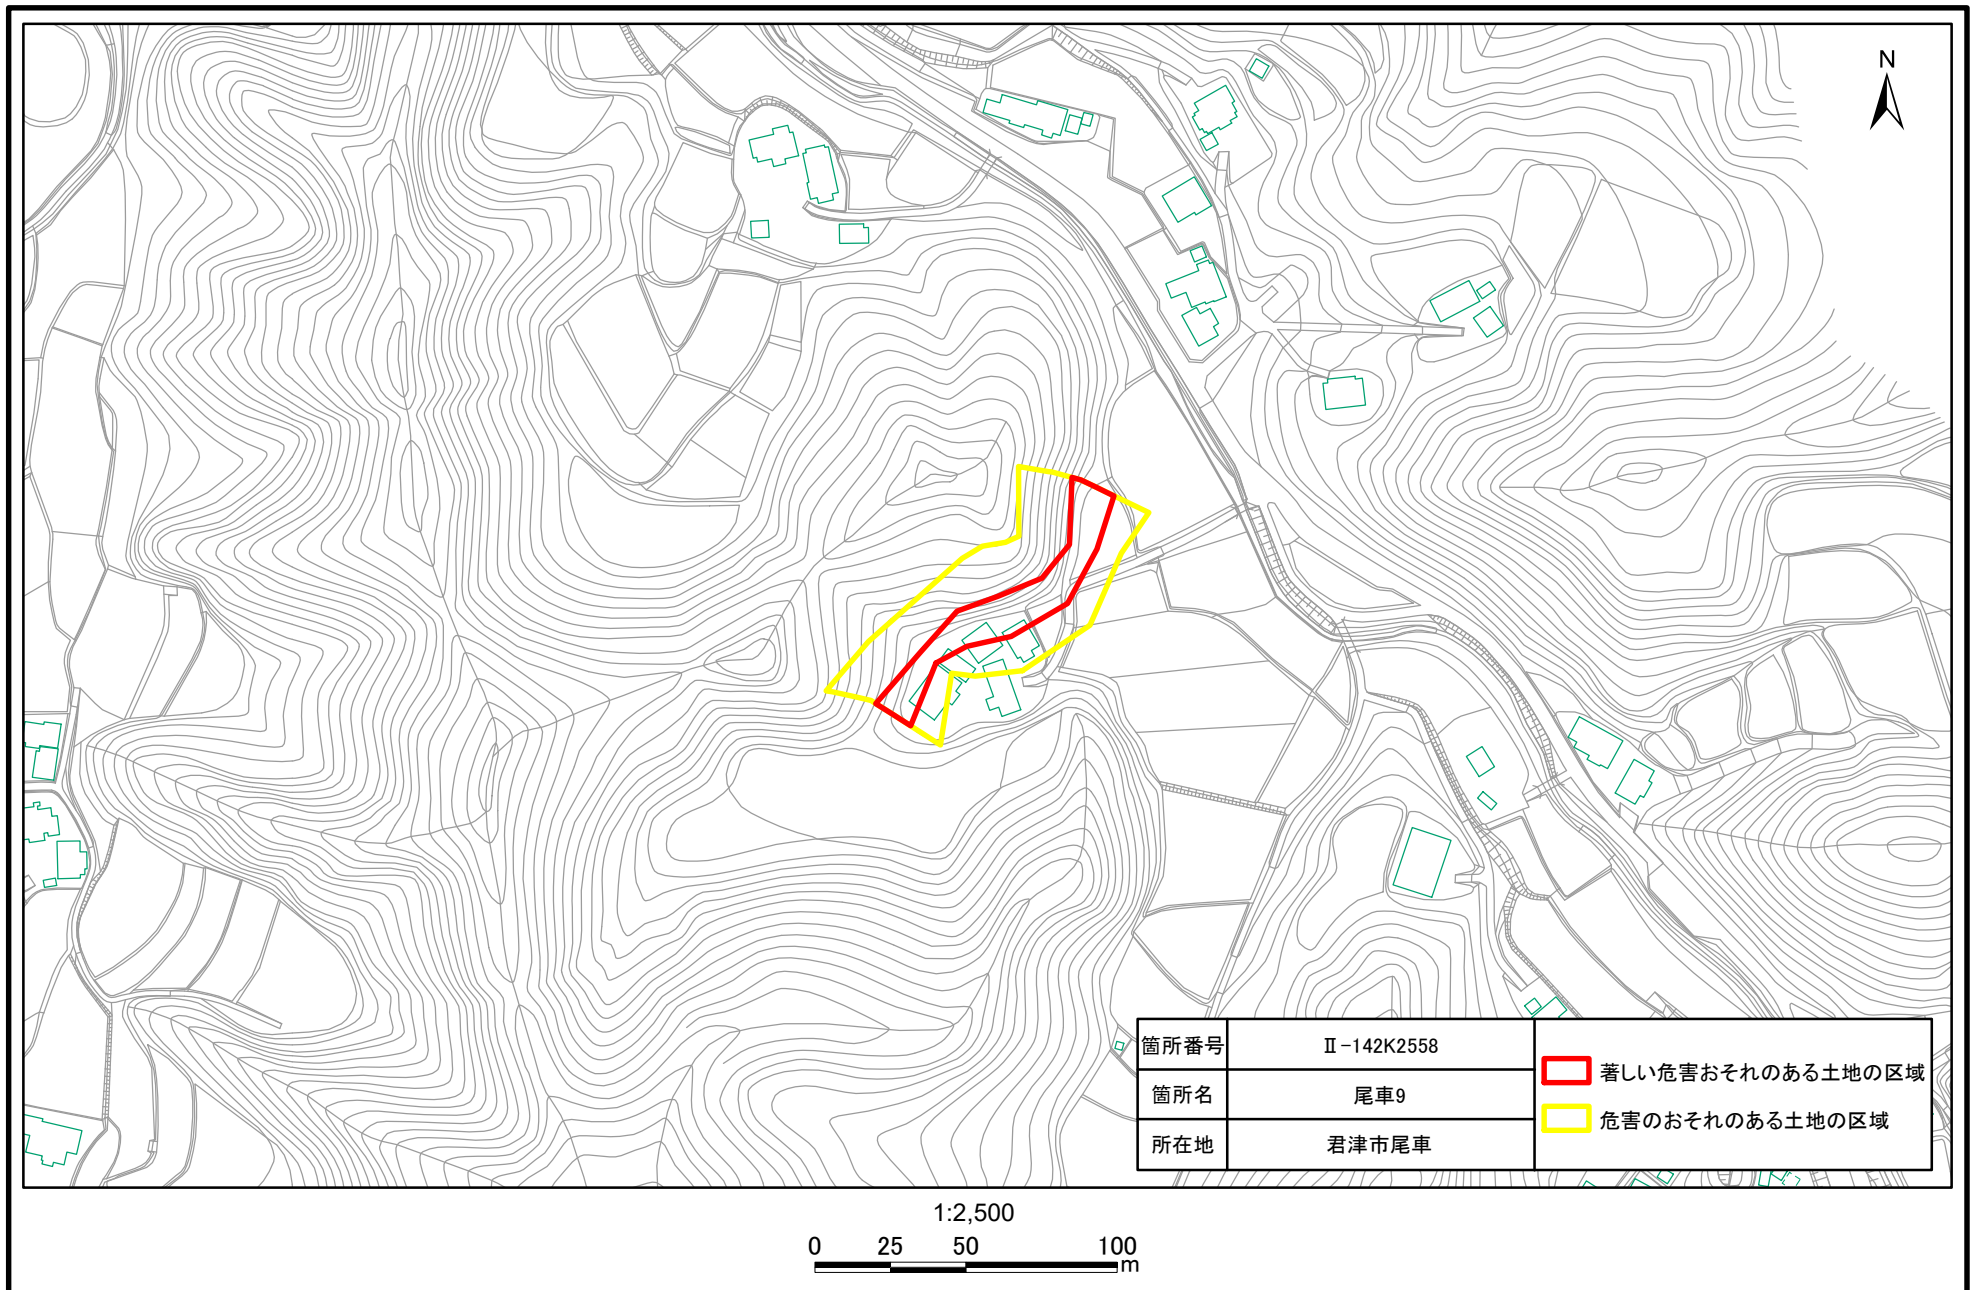 N
箇所番号 Ⅱ-142K2558
箇所名 尾車9
所在地 君津市尾車
著しい危害おそれのある土地の区域
危害のおそれのある土地の区域
1:2,500
0 25 50 100
m